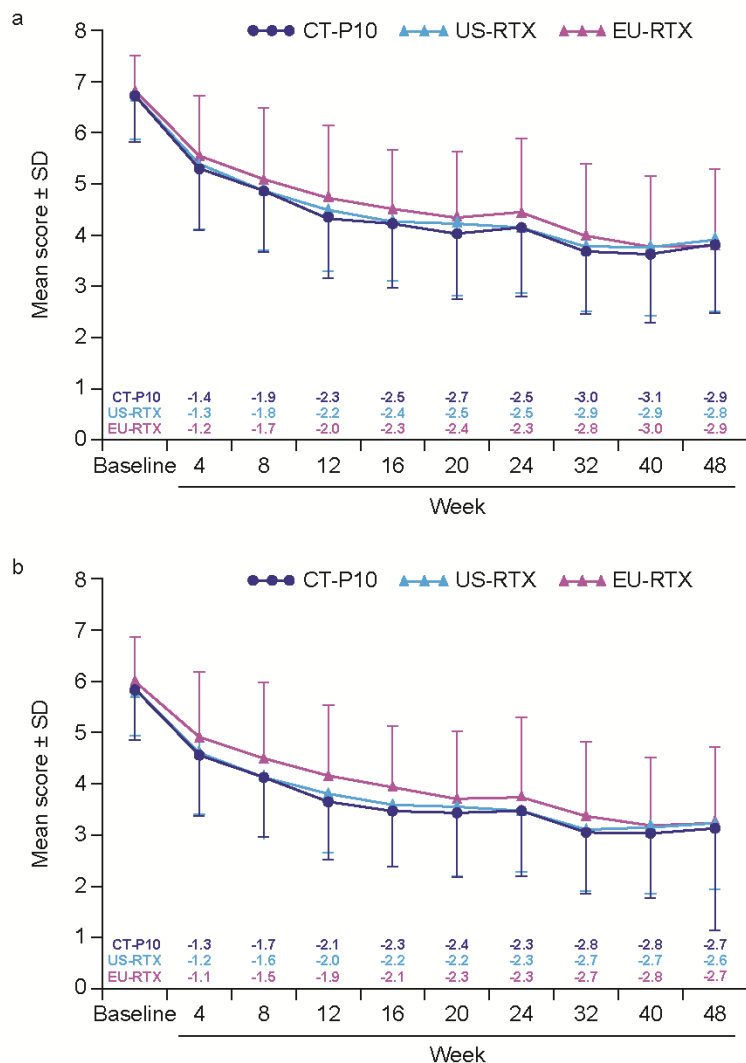 a
8
CT-P10 US-RTX EU-RTX
7
6
5
4
3
2
1
0
Mean score ± SD
CT-P10 -1.4 -1.9 -2.3 -2.5 -2.7 -2.5 -3.0 -3.1 -2.9
US-RTX -1.3 -1.8 -2.2 -2.4 -2.5 -2.5 -2.9 -2.9 -2.8
EU-RTX -1.2 -1.7 -2.0 -2.3 -2.4 -2.3 -2.8 -3.0 -2.9
Baseline 4 8 12 16 20 24 32 40 48
Week
b
8
CT-P10 US-RTX EU-RTX
7
6
5
4
3
2
1
0
Mean score ± SD
CT-P10 -1.3 -1.7 -2.1 -2.3 -2.4 -2.3 -2.8 -2.8 -2.7
US-RTX -1.2 -1.6 -2.0 -2.2 -2.2 -2.3 -2.7 -2.7 -2.6
EU-RTX -1.1 -1.5 -1.9 -2.1 -2.3 -2.3 -2.7 -2.8 -2.7
Baseline 4 8 12 16 20 24 32 40 48
Week